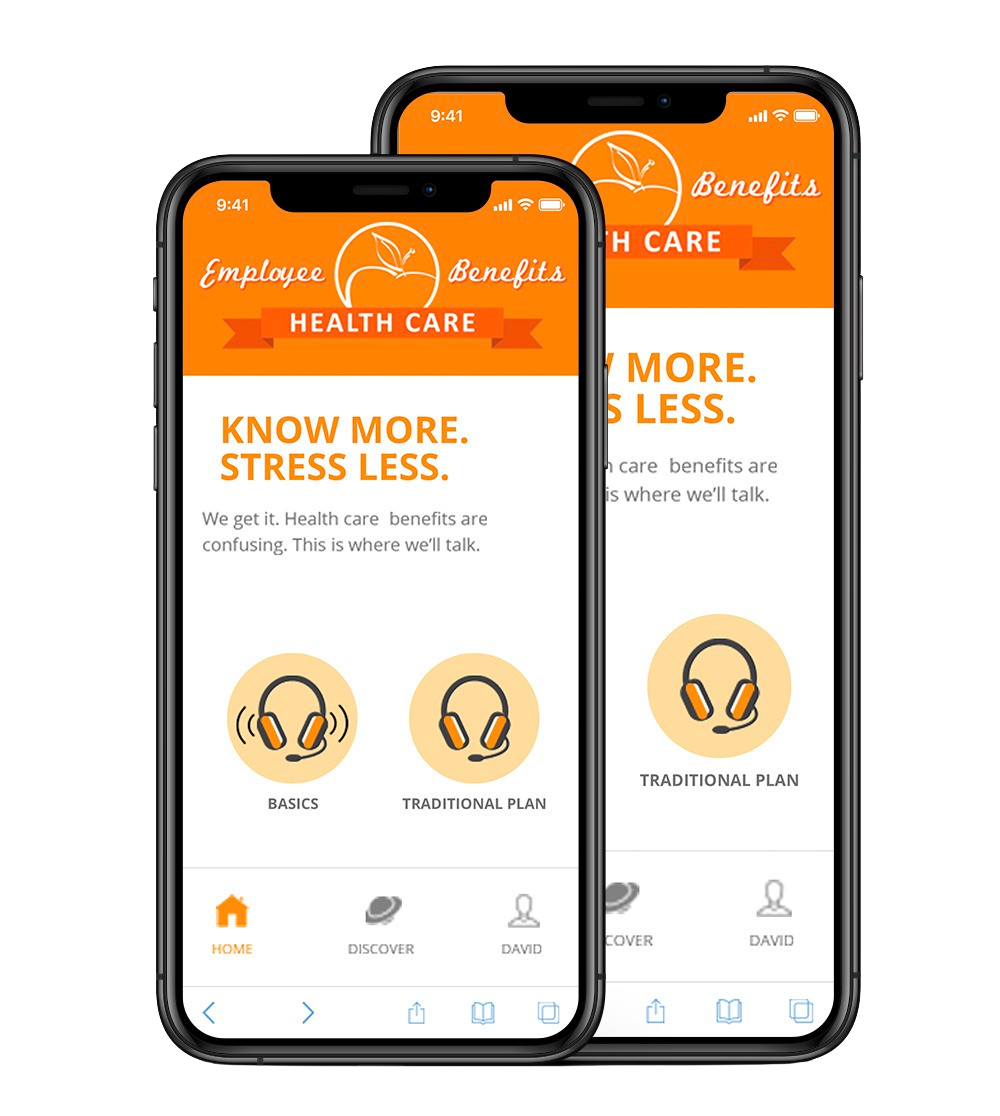 9:41
Employee Benefits
HEALTH CARE
KNOW MORE.
STRESS LESS.
We get it. Health care  benefits are
confusing. This is where we'll talk.
BASICS
TRADITIONAL PLAN
HOME
DISCOVER
DAVID
9:41
Benefits
TH CARE
MORE.
S LESS.
care  benefits are
is where we'll talk.
TRADITIONAL PLAN
COVER
DAVID